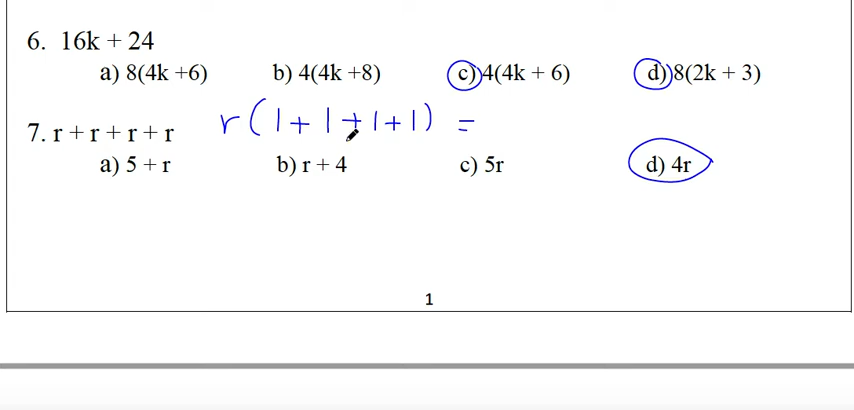 6. 16k + 24
a) 8(4k +6) b) 4(4k +8) c) 4(4k + 6) d) 8(2k + 3)
r ( 1 + 1 + 1 + 1 ) =
7. r + r + r + r
a) 5 + r b) r + 4 c) 5r d) 4r
1